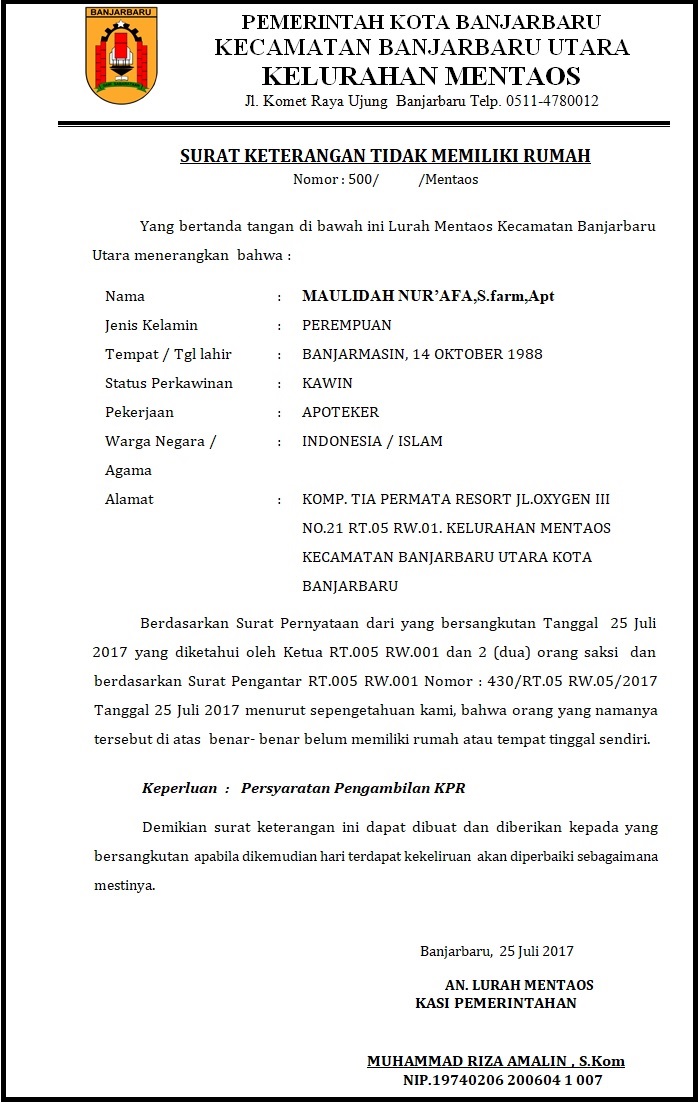 BANJARBARU
PEMERINTAH KOTA BANJARBARU
KECAMATAN BANJARBARU UTARA
KELURAHAN MENTAOS
Jl. Komet Raya Ujung Banjarbaru Telp. 0511-4780012
SURAT KETERANGAN TIDAK MEMILIKI RUMAH
Nomor : 500/ /Mentaos
Yang bertanda tangan di bawah ini Lurah Mentaos Kecamatan Banjarbaru
Utara menerangkan bahwa :
Nama : MAULIDAH NUR’AFA,S.farm,Apt
Jenis Kelamin : PEREMPUAN
Tempat / Tgl lahir : BANJARMASIN, 14 OKTOBER 1988
Status Perkawinan : KAWIN
Pekerjaan : APOTEKER
Warga Negara / : INDONESIA / ISLAM
Agama
Alamat : KOMP. TIA PERMATA RESORT JL.OXYGEN III
NO.21 RT.05 RW.01. KELURAHAN MENTAOS
KECAMATAN BANJARBARU UTARA KOTA
BANJARBARU
Berdasarkan Surat Pernyataan dari yang bersangkutan Tanggal 25 Juli
2017 yang diketahui oleh Ketua RT.005 RW.001 dan 2 (dua) orang saksi dan
berdasarkan Surat Pengantar RT.005 RW.001 Nomor : 430/RT.05 RW.05/2017
Tanggal 25 Juli 2017 menurut sepengetahuan kami, bahwa orang yang namanya
tersebut di atas benar- benar belum memiliki rumah atau tempat tinggal sendiri.
Keperluan : Persyaratan Pengambilan KPR
Demikian surat keterangan ini dapat dibuat dan diberikan kepada yang
bersangkutan apabila dikemudian hari terdapat kekeliruan akan diperbaiki sebagaimana
mestinya.
Banjarbaru, 25 Juli 2017
AN. LURAH MENTAOS
KASI PEMERINTAHAN
MUHAMMAD RIZA AMALIN , S.Kom
NIP.19740206 200604 1 007